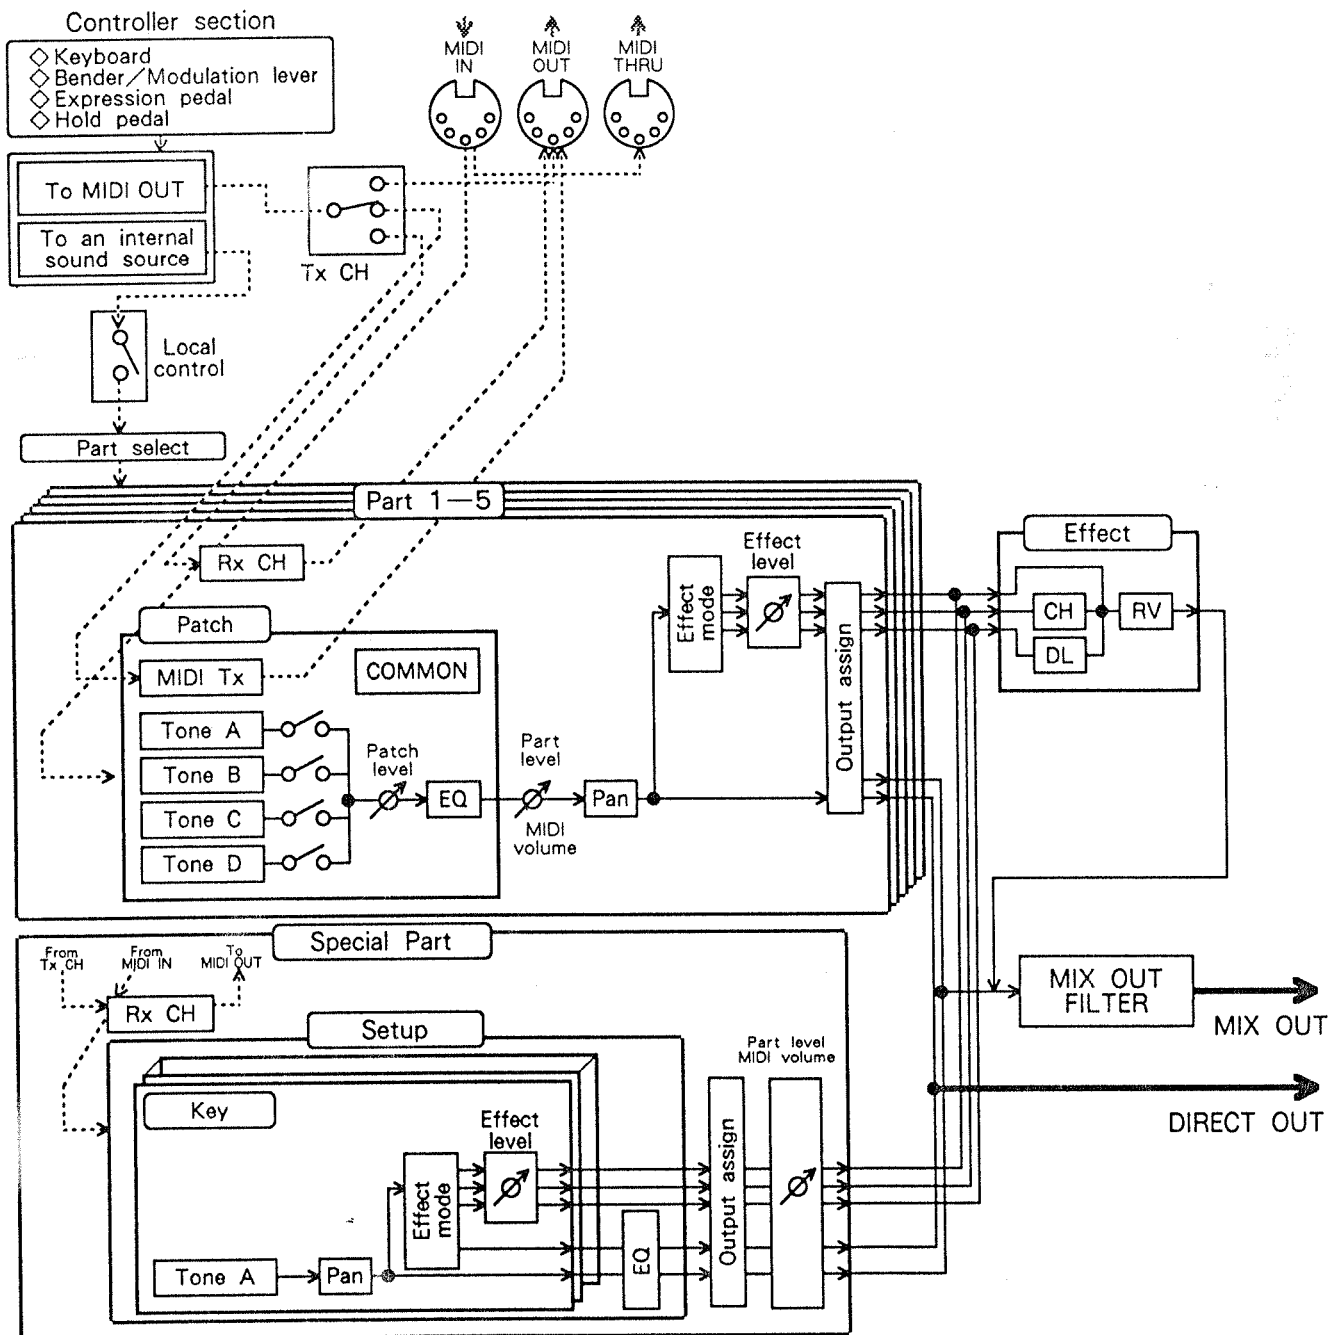 Controller section
◇ Keyboard
◇ Bender/Modulation lever
◇ Expression pedal
◇ Hold pedal
MIDI
IN
MIDI
OUT
MIDI
THRU
To MIDI OUT
To an internal
sound source
Tx CH
Local
control
Part select
Part 1—5
Rx CH
Effect
mode
Effect
level
Output assign
Effect
CH
RV
DL
Patch
MIDI Tx
COMMON
Tone A
Tone B
Tone C
Tone D
Patch
level
EQ
Part
level
MIDI
volume
Pan
Special Part
From
Tx CH
From
MIDI IN
To
MIDI OUT
Rx CH
Setup
Key
Effect
level
Effect
mode
Tone A
Pan
EQ
Output assign
Part level
MIDI volume
MIX OUT
FILTER
MIX OUT
DIRECT OUT